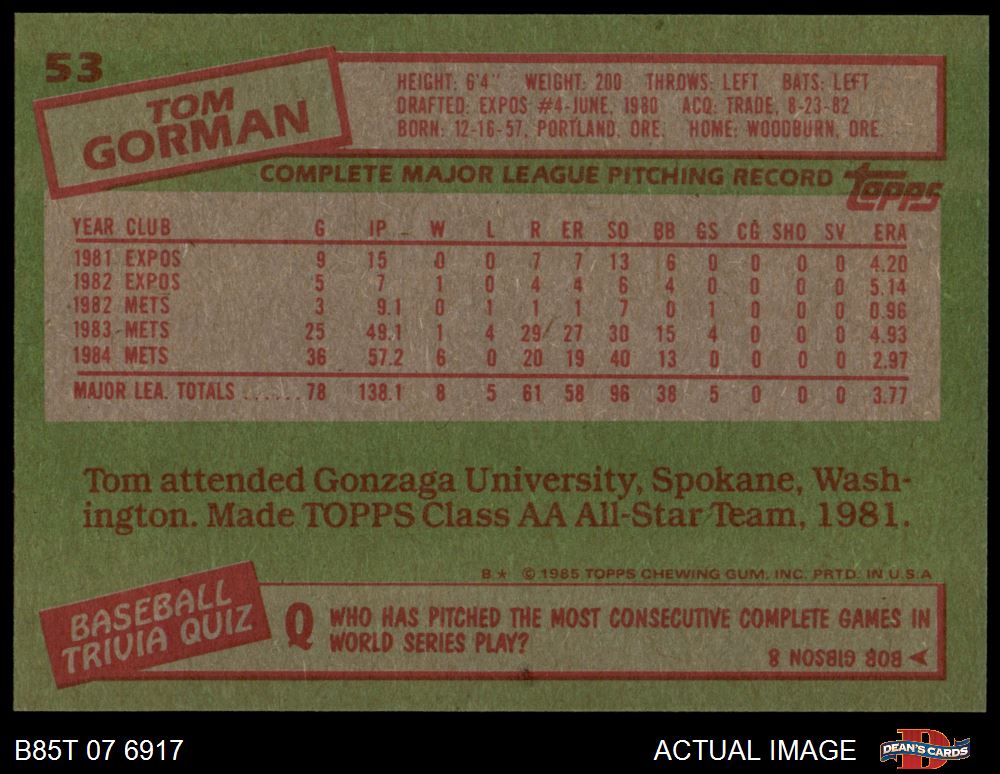 53
TOM
GORMAN
HEIGHT: 6'4" WEIGHT: 200 THROWS: LEFT BATS: LEFT
DRAFTED: EXPOS #4-JUNE, 1980 ACQ: TRADE, 8-23-82
BORN: 12-16-57, PORTLAND, ORE. HOME: WOODBURN, ORE.
COMPLETE MAJOR LEAGUE PITCHING RECORD
topps
YEAR CLUB G IP W L R ER SO BB GS CG SHO SV ERA
1981 EXPOS 9 15 0 0 7 7 13 6 0 0 0 0 4.20
1982 EXPOS 5 7 1 0 4 4 6 4 0 0 0 0 5.14
1982 METS 3 9.1 0 1 1 1 7 0 1 0 0 0 0.96
1983 METS 25 49.1 1 4 29 27 30 15 4 0 0 0 4.93
1984 METS 36 57.2 6 0 20 19 40 13 0 0 0 0 2.97
MAJOR LEA. TOTALS ......78 138.1 8 5 61 58 96 38 5 0 0 0 3.77
Tom attended Gonzaga University, Spokane, Wash-
ington. Made TOPPS Class AA All-Star Team, 1981.
B* © 1985 TOPPS CHEWING GUM, INC. PRTD. IN U.S.A
BASEBALL
TRIVIA QUIZ
Q WHO HAS PITCHED THE MOST CONSECUTIVE COMPLETE GAMES IN
WORLD SERIES PLAY?
BOB GIBSON 8
B85T 07 6917
ACTUAL IMAGE
DEAN'S CARDS